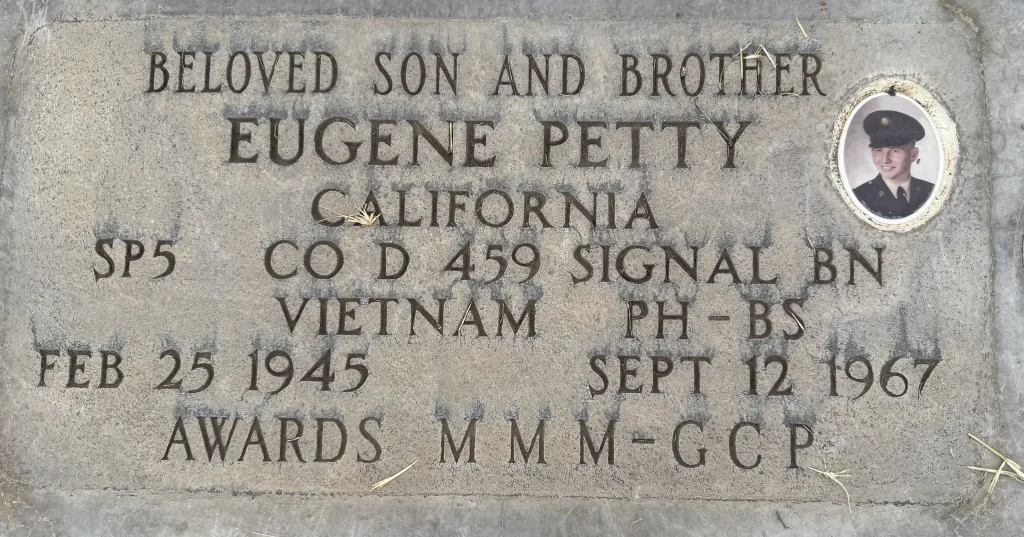 BELOVED SON AND BROTHER
EUGENE PETTY
CALIFORNIA
SP5 CO D 459 SIGNAL BN
VIETNAM PH-BS
FEB 25 1945 SEPT 12 1967
AWARDS M M M-G C P